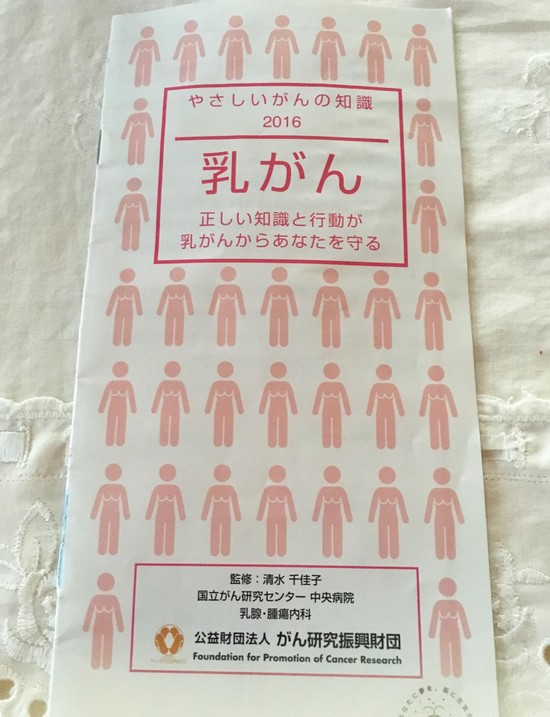 やさしいがんの知識
2016
乳がん
正しい知識と行動が
乳がんからあなたを守る
監修：清水 千佳子
国立がん研究センター 中央病院
乳腺・腫瘍内科
公益財団法人 がん研究振興財団
Foundation for Promotion of Cancer Research